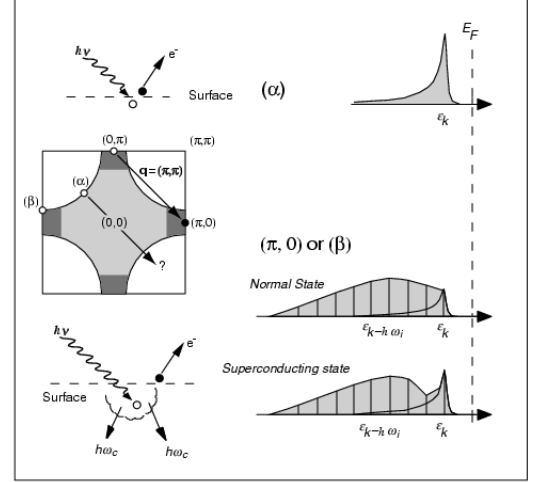 hν
e⁻
Surface
(α)
E_F
ε_k
(0,π)
(π,π)
q=(π,π)
(β)
(α)
(0,0)
(π,0)
?
(π, 0) or (β)
Normal State
ε_k-h ω_i
ε_k
hν
e⁻
Surface
hω_c
hω_c
Superconducting state
ε_k-h ω_i
ε_k